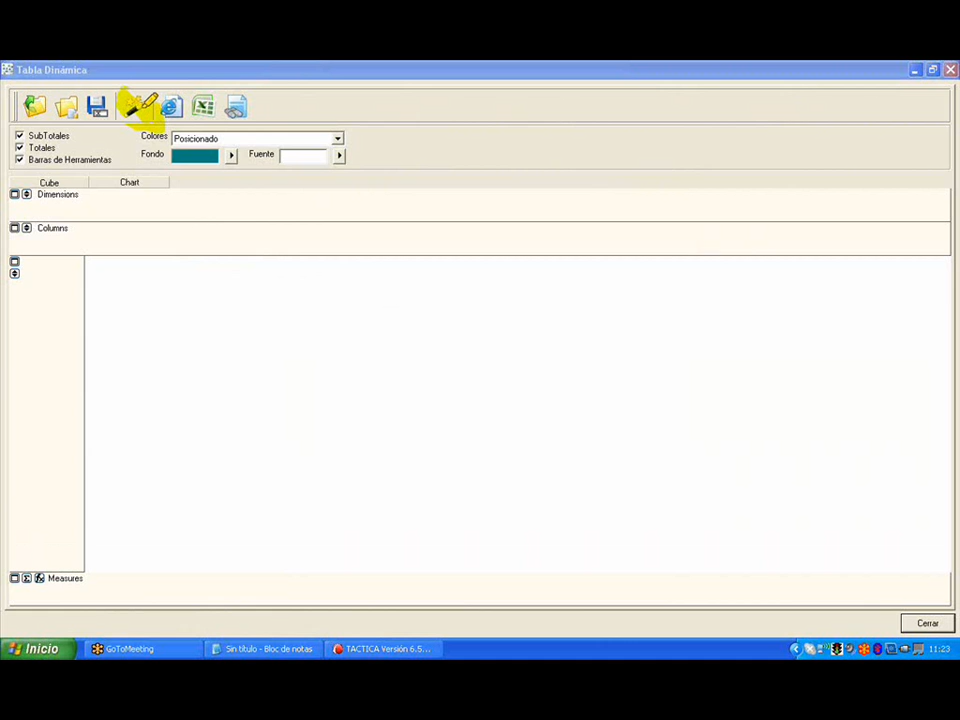 Tabla Dinámica
SubTotales
Totales
Barras de Herramientas
Colores Posicionado
Fondo Fuente
Cube Chart
Dimensions
Columns
Σ fx Measures
Cerrar
Inicio GoToMeeting Sin título - Bloc de notas TACTICA Versión 6.5... 11:23